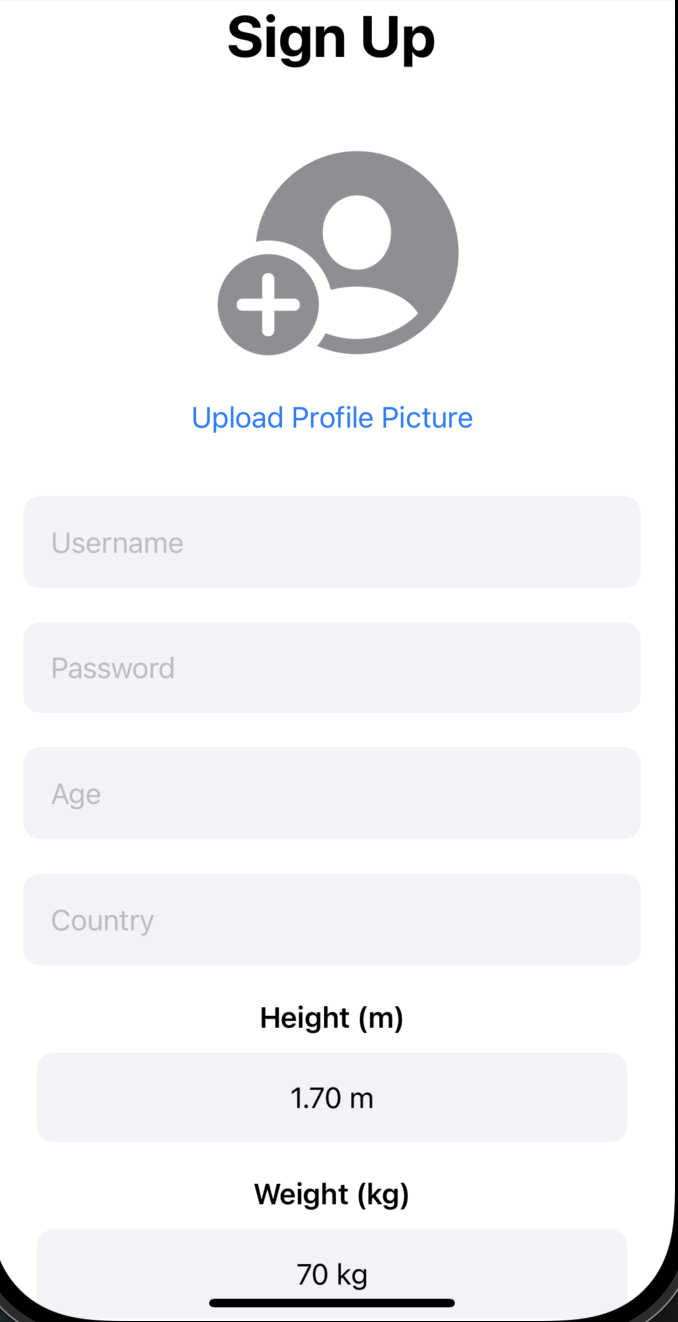 Sign Up
Upload Profile Picture
Username
Password
Age
Country
Height (m)
1.70 m
Weight (kg)
70 kg